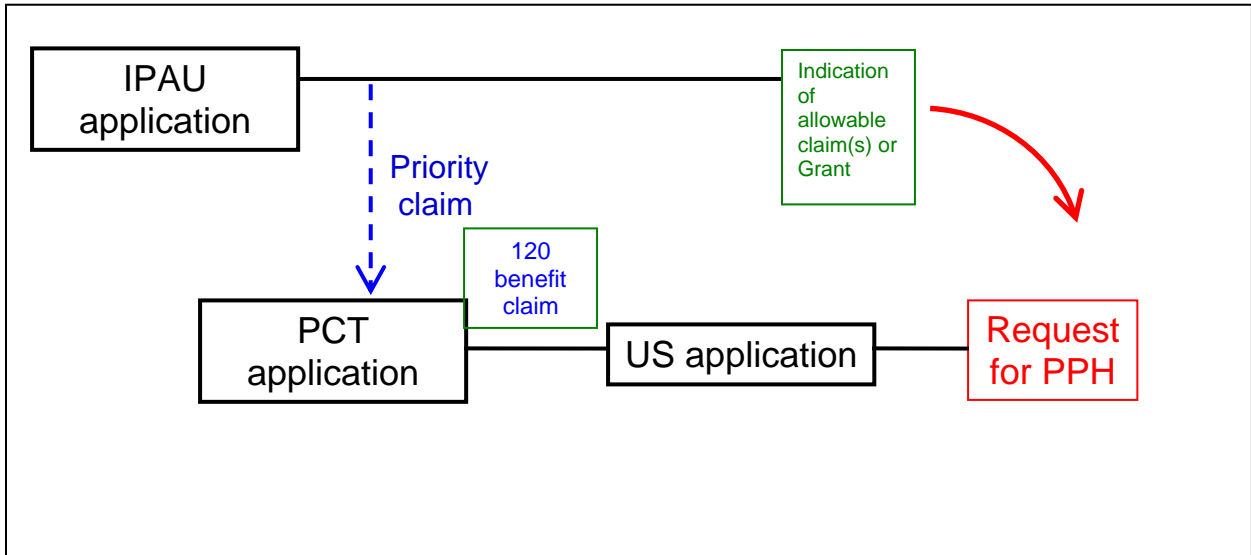 IPAU
application
Indication
of
allowable
claim(s) or
Grant
Priority
claim
120
benefit
claim
PCT
application
US application
Request
for PPH